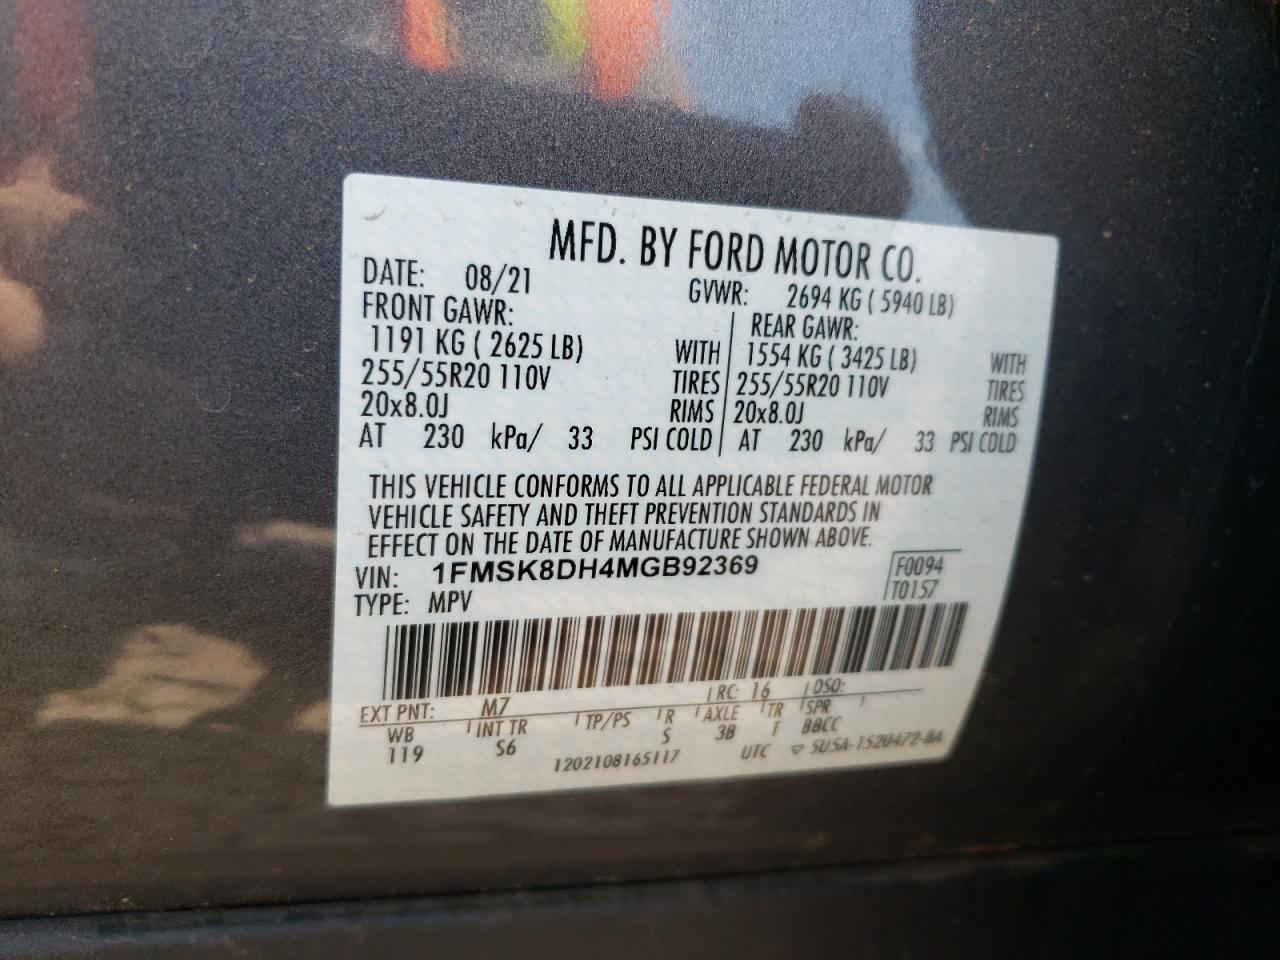 MFD. BY FORD MOTOR CO.
DATE: 08/21 GVWR: 2694 KG ( 5940 LB)
FRONT GAWR: REAR GAWR:
1191 KG ( 2625 LB) WITH 1554 KG ( 3425 LB) WITH
255/55R20 110V TIRES 255/55R20 110V TIRES
20x8.0J RIMS 20x8.0J RIMS
AT 230 kPa/ 33 PSI COLD AT 230 kPa/ 33 PSI COLD
THIS VEHICLE CONFORMS TO ALL APPLICABLE FEDERAL MOTOR
VEHICLE SAFETY AND THEFT PREVENTION STANDARDS IN
EFFECT ON THE DATE OF MANUFACTURE SHOWN ABOVE.
VIN: 1FMSK8DH4MGB92369 F0094
TYPE: MPV T0157
EXT PNT: M7 RC: 16 DSO:
WB INT TR TP/PS R AXLE TR SPR
119 S6 S 3B T BBCC
1202108165117 UTC ▽ 5U5A-1520472-BA